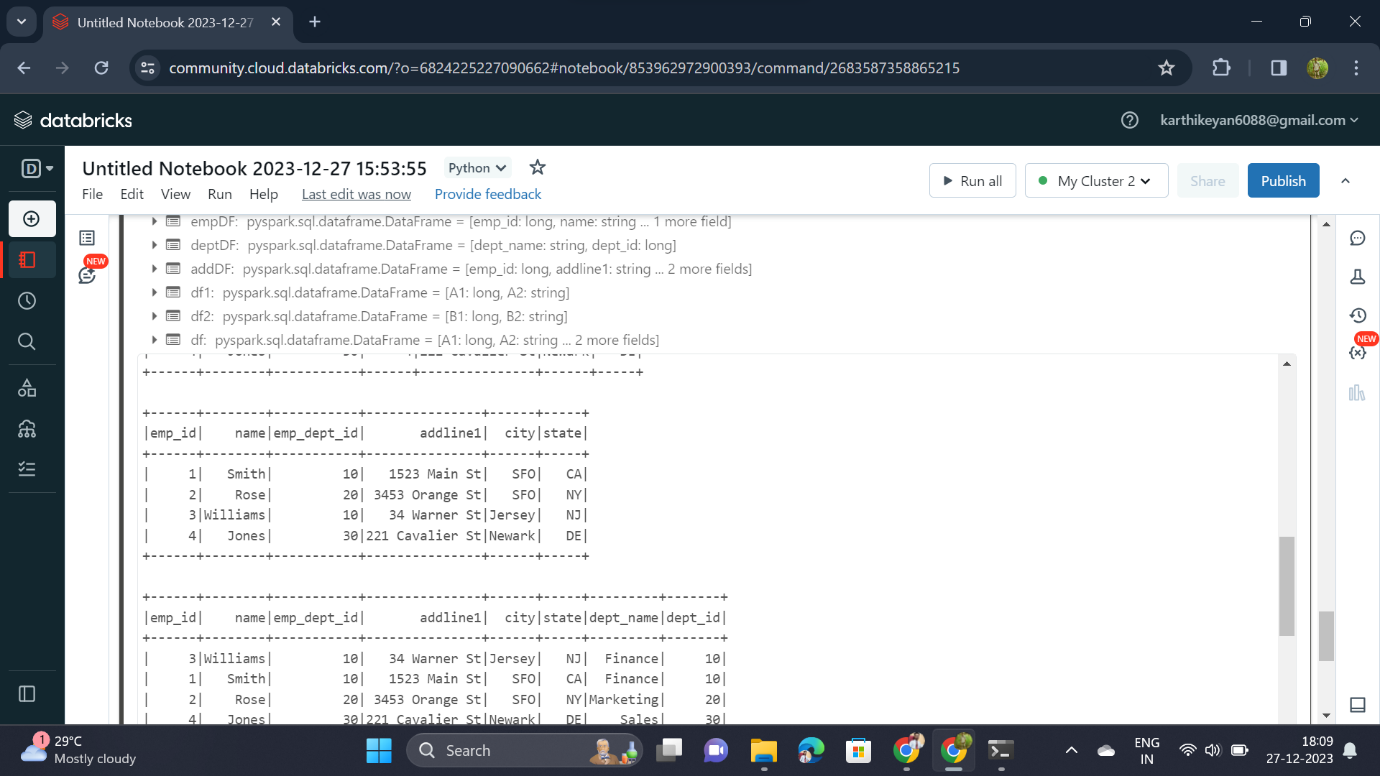 Untitled Notebook 2023-12-27
community.cloud.databricks.com/?o=6824225227090662#notebook/853962972900393/command/2683587358865215
databricks
karthikeyan6088@gmail.com
D
Untitled Notebook 2023-12-27 15:53:55 Python
File Edit View Run Help Last edit was now Provide feedback
Run all My Cluster 2 Share Publish
NEW
NEW
empDF: pyspark.sql.dataframe.DataFrame = [emp_id: long, name: string ... 1 more field]
deptDF: pyspark.sql.dataframe.DataFrame = [dept_name: string, dept_id: long]
addDF: pyspark.sql.dataframe.DataFrame = [emp_id: long, addline1: string ... 2 more fields]
df1: pyspark.sql.dataframe.DataFrame = [A1: long, A2: string]
df2: pyspark.sql.dataframe.DataFrame = [B1: long, B2: string]
df: pyspark.sql.dataframe.DataFrame = [A1: long, A2: string ... 2 more fields]
+------+--------+-----------+------+---------------+------+-----+
+------+--------+-----------+---------------+------+-----+
|emp_id|    name|emp_dept_id|       addline1|  city|state|
+------+--------+-----------+---------------+------+-----+
|     1|   Smith|         10|   1523 Main St|   SFO|   CA|
|     2|    Rose|         20| 3453 Orange St|   SFO|   NY|
|     3|Williams|         10|   34 Warner St|Jersey|   NJ|
|     4|   Jones|         30|221 Cavalier St|Newark|   DE|
+------+--------+-----------+---------------+------+-----+
+------+--------+-----------+---------------+------+-----+---------+-------+
|emp_id|    name|emp_dept_id|       addline1|  city|state|dept_name|dept_id|
+------+--------+-----------+---------------+------+-----+---------+-------+
|     3|Williams|         10|   34 Warner St|Jersey|   NJ|  Finance|     10|
|     1|   Smith|         10|   1523 Main St|   SFO|   CA|  Finance|     10|
|     2|    Rose|         20| 3453 Orange St|   SFO|   NY|Marketing|     20|
|     4|   Jones|         30|221 Cavalier St|Newark|   DE|    Sales|     30|
1
29°C
Mostly cloudy
Search
ENG
IN
18:09
27-12-2023